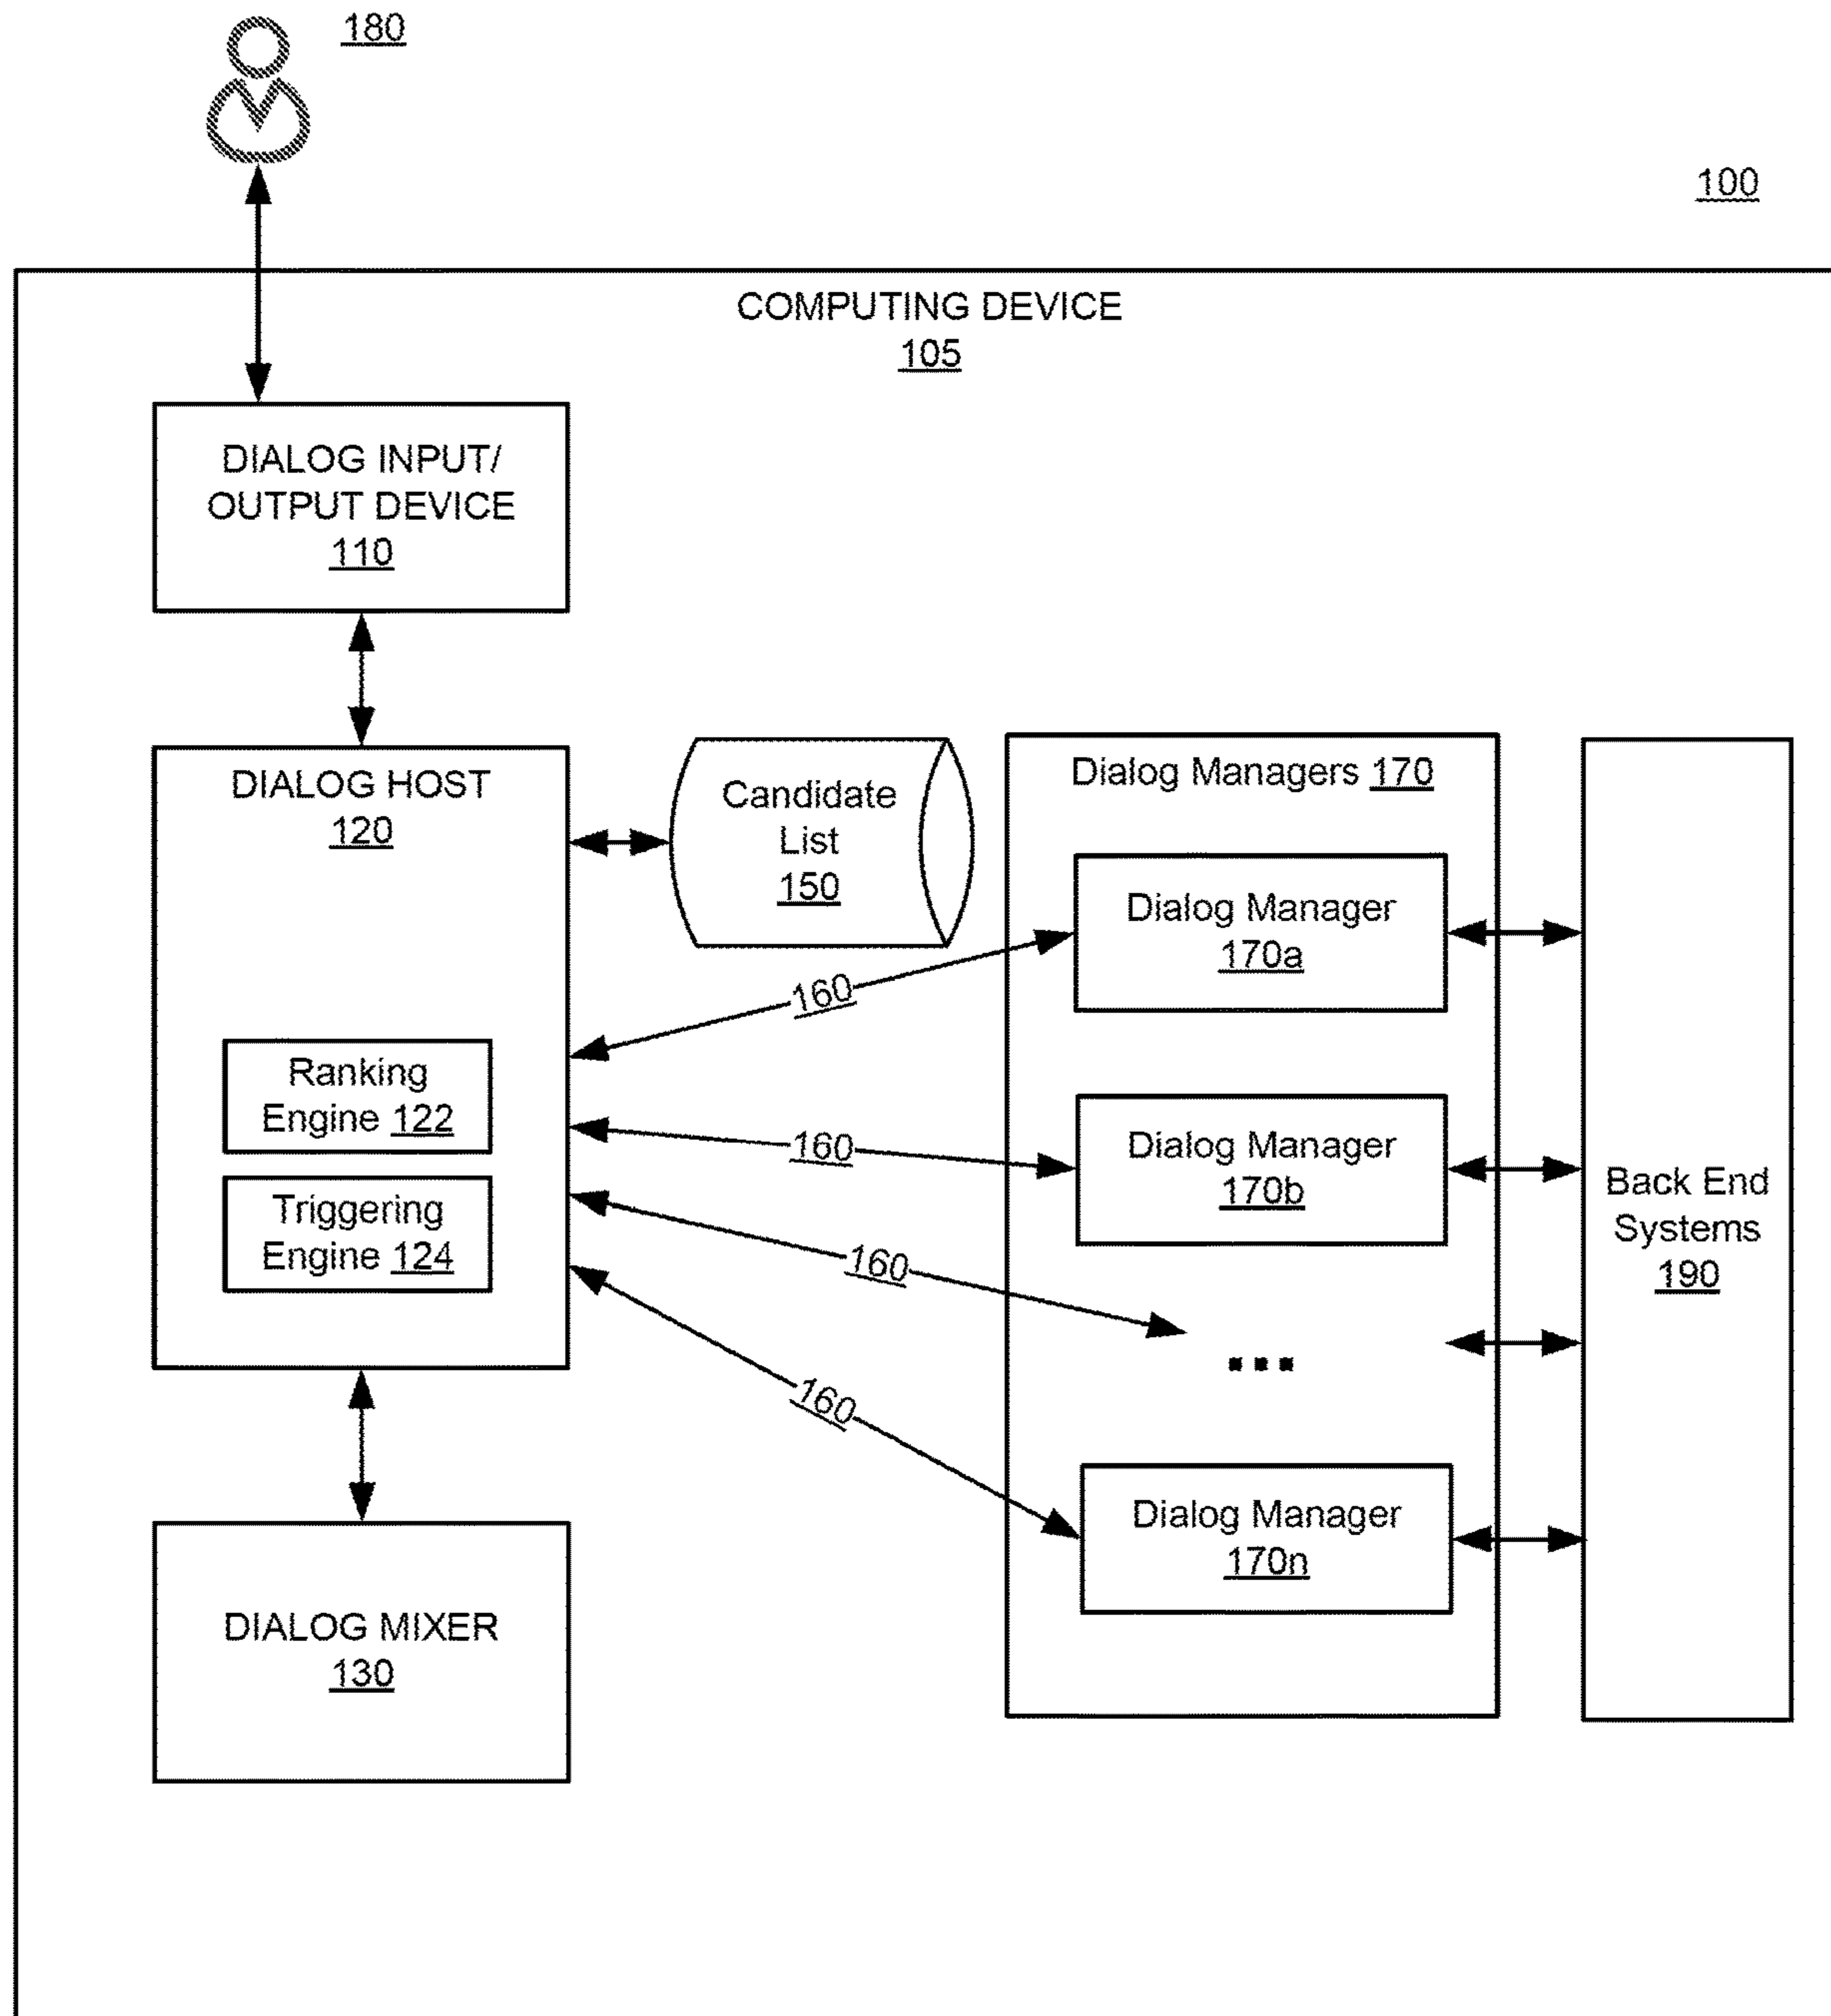 180
100
COMPUTING DEVICE
105
DIALOG INPUT/
OUTPUT DEVICE
110
DIALOG HOST
120
Ranking
Engine 122
Triggering
Engine 124
DIALOG MIXER
130
Candidate
List
150
160
160
160
160
Dialog Managers 170
Dialog Manager
170a
Dialog Manager
170b
...
Dialog Manager
170n
Back End
Systems
190